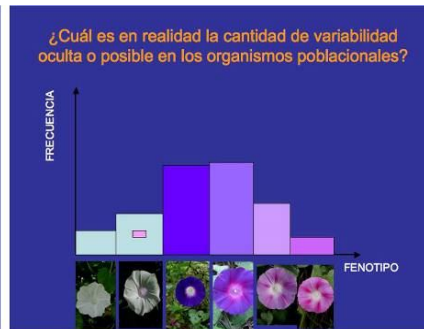 ¿Cuál es en realidad la cantidad de variabilidad
oculta o posible en los organismos poblacionales?
FRECUENCIA
FENOTIPO